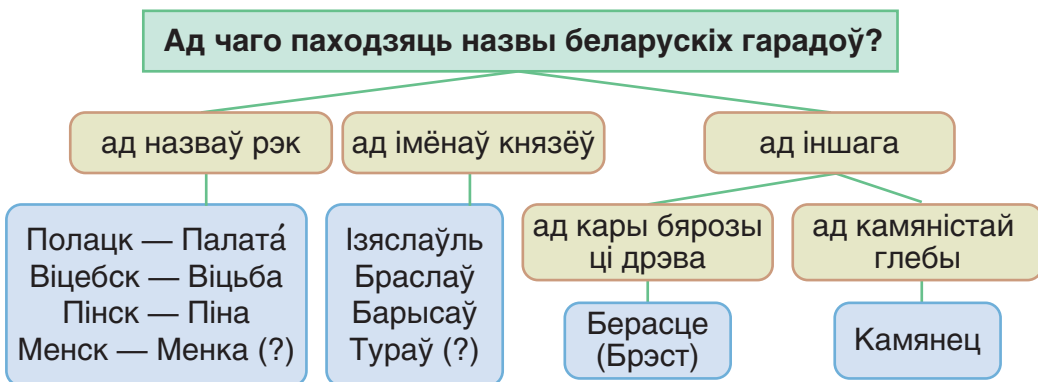 Ад чаго паходзяць назвы беларускіх гарадоў?
ад назваў рэк
ад імёнаў князёў
ад іншага
Полацк — Палата́
Віцебск — Віцьба
Пінск — Піна
Менск — Менка (?)
Ізяслаўль
Браслаў
Барысаў
Тураў (?)
ад кары бярозы
ці дрэва
ад камяністай
глебы
Берасце
(Брэст)
Камянец